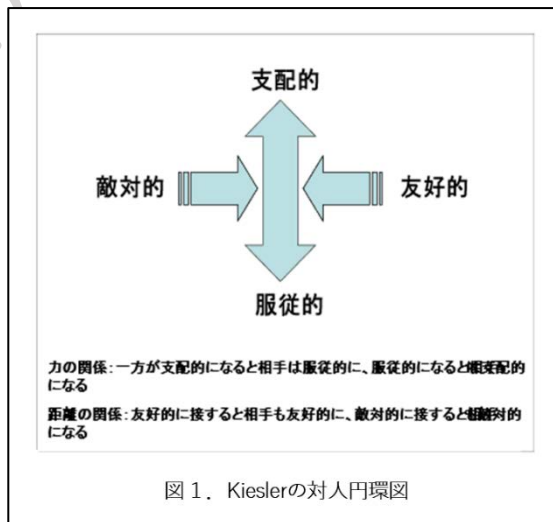 支配的
敵対的
友好的
服従的
力の関係：一方が支配的になると相手は服従的に、服従的になると配的
になる
距離の関係：友好的に接すると相手も友好的に、敵対的に接すると対的
になる
図１．Kieslerの対人円環図